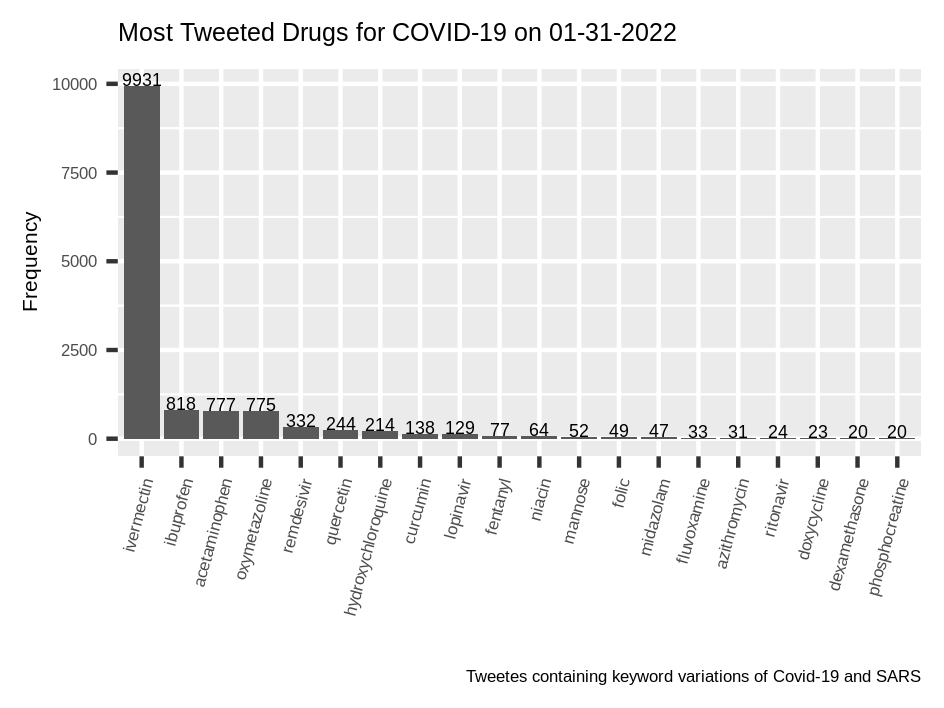 Most Tweeted Drugs for COVID-19 on 01-31-2022
Frequency
10000
7500
5000
2500
0
9931
818
777
775
332
244
214
138
129
77
64
52
49
47
33
31
24
23
20
20
ivermectin
ibuprofen
acetaminophen
oxymetazoline
remdesivir
quercetin
hydroxychloroquine
curcumin
lopinavir
fentanyl
niacin
mannose
folic
midazolam
fluvoxamine
azithromycin
ritonavir
doxycycline
dexamethasone
phosphocreatine
Tweetes containing keyword variations of Covid-19 and SARS